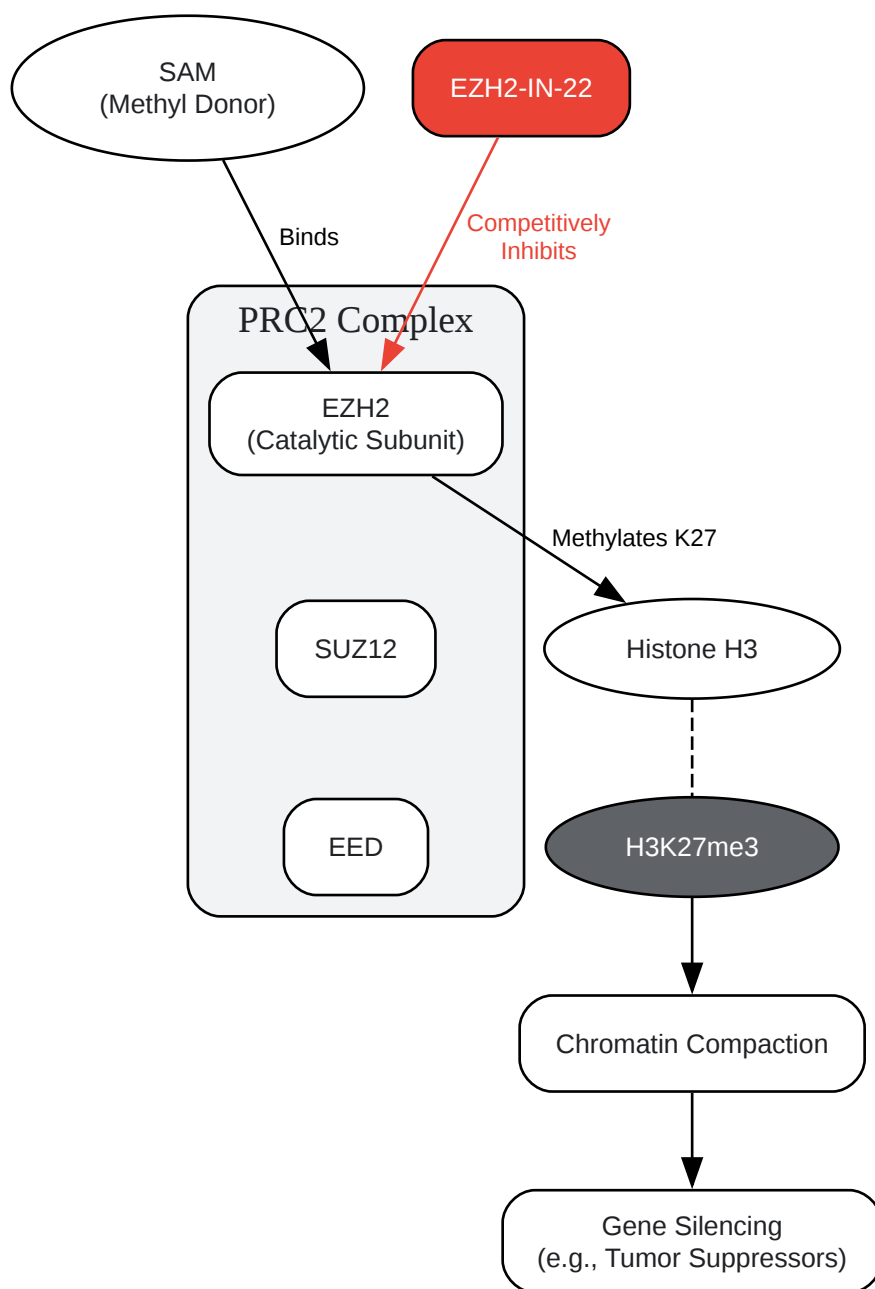 SAM
(Methyl Donor)
EZH2-IN-22
Binds
Competitively
Inhibits
PRC2 Complex
EZH2
(Catalytic Subunit)
Methylates K27
SUZ12
Histone H3
EED
H3K27me3
Chromatin Compaction
Gene Silencing
(e.g., Tumor Suppressors)